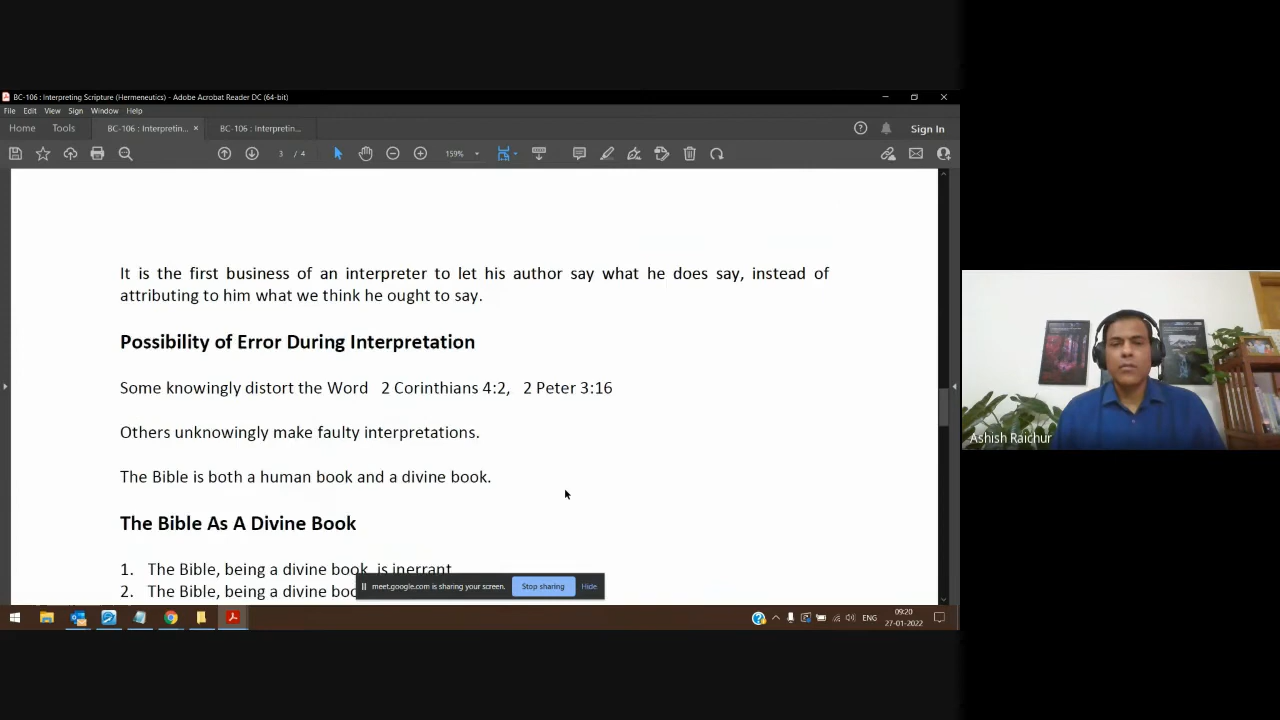 BC-106 : Interpreting Scripture (Hermeneutics) - Adobe Acrobat Reader DC (64-bit)
File Edit View Sign Window Help
Home Tools BC-106 : Interpretin... × BC-106 : Interpretin... Sign In
3 / 4 159%
It is the first business of an interpreter to let his author say what he does say, instead of
attributing to him what we think he ought to say.
Possibility of Error During Interpretation
Some knowingly distort the Word 2 Corinthians 4:2, 2 Peter 3:16
Others unknowingly make faulty interpretations.
The Bible is both a human book and a divine book.
The Bible As A Divine Book
1. The Bible, being a divine book, is inerrant
2. The Bible, being a divine boo
meet.google.com is sharing your screen. Stop sharing Hide
ENG 09:20
27-01-2022
Ashish Raichur